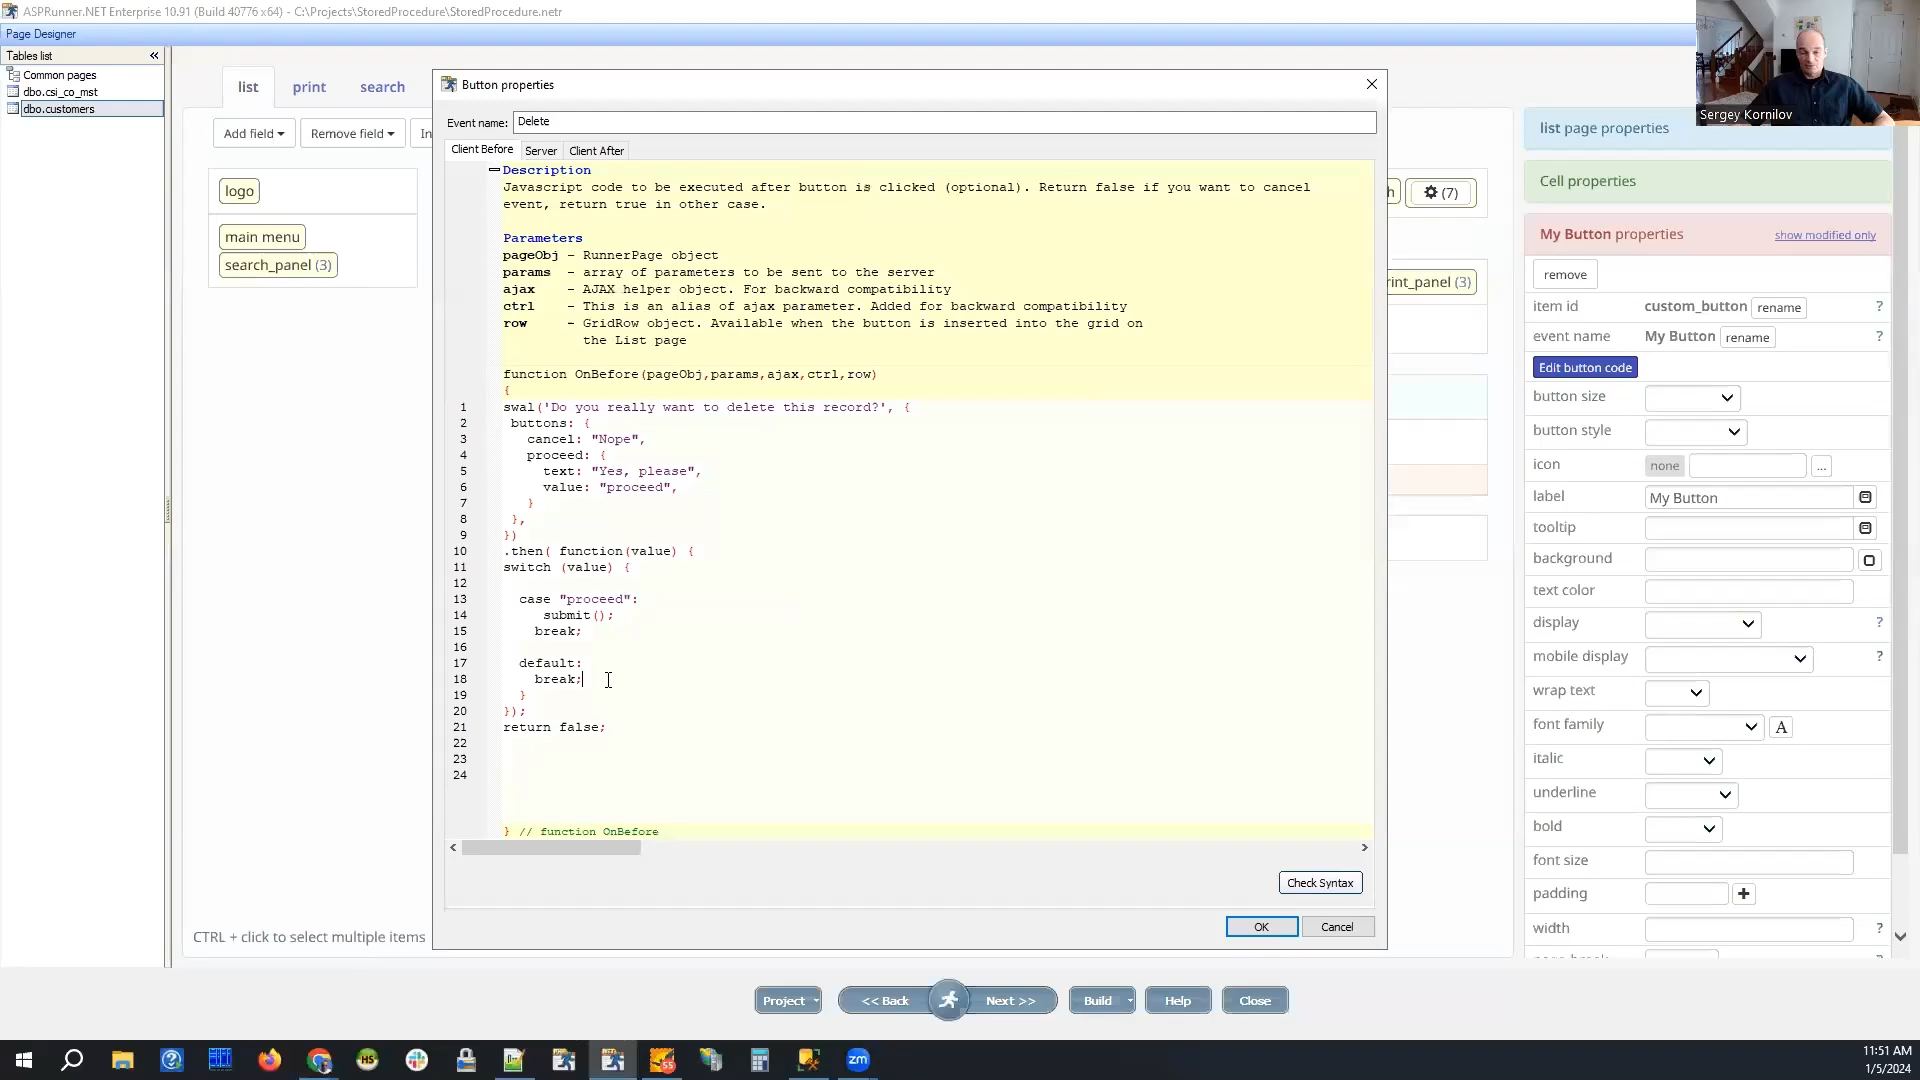 ASPRunner.NET Enterprise 10.91 (Build 40776 x64) - C:\Projects\StoredProcedure\StoredProcedure.netr
Page Designer
Tables list
Common pages
dbo.csi_co_mst
dbo.customers
list
print
search
Add field
Remove field
In
logo
main menu
search_panel (3)
CTRL + click to select multiple items
Button properties
Event name:
Delete
Client Before
Server
Client After
Description
Javascript code to be executed after button is clicked (optional). Return false if you want to cancel
event, return true in other case.
Parameters
pageObj - RunnerPage object
params - array of parameters to be sent to the server
ajax - AJAX helper object. For backward compatibility
ctrl - This is an alias of ajax parameter. Added for backward compatibility
row - GridRow object. Available when the button is inserted into the grid on
the List page
function OnBefore(pageObj,params,ajax,ctrl,row)
{
1 swal('Do you really want to delete this record?', {
2 buttons: {
3 cancel: "Nope",
4 proceed: {
5 text: "Yes, please",
6 value: "proceed",
7 }
8 },
9 })
10 .then( function(value) {
11 switch (value) {
12
13 case "proceed":
14 submit();
15 break;
16
17 default:
18 break;
19 }
20 });
21 return false;
22
23
24
} // function OnBefore
Check Syntax
OK
Cancel
h
(7)
rint_panel (3)
Sergey Kornilov
list page properties
Cell properties
My Button properties
show modified only
remove
item id custom_button rename ?
event name My Button rename ?
Edit button code
button size
button style
icon none ...
label My Button
tooltip
background
text color
display ?
mobile display ?
wrap text
font family A
italic
underline
bold
font size
padding
width ?
Project
<< Back
Next >>
Build
Help
Close
HS
55
zm
11:51 AM
1/5/2024